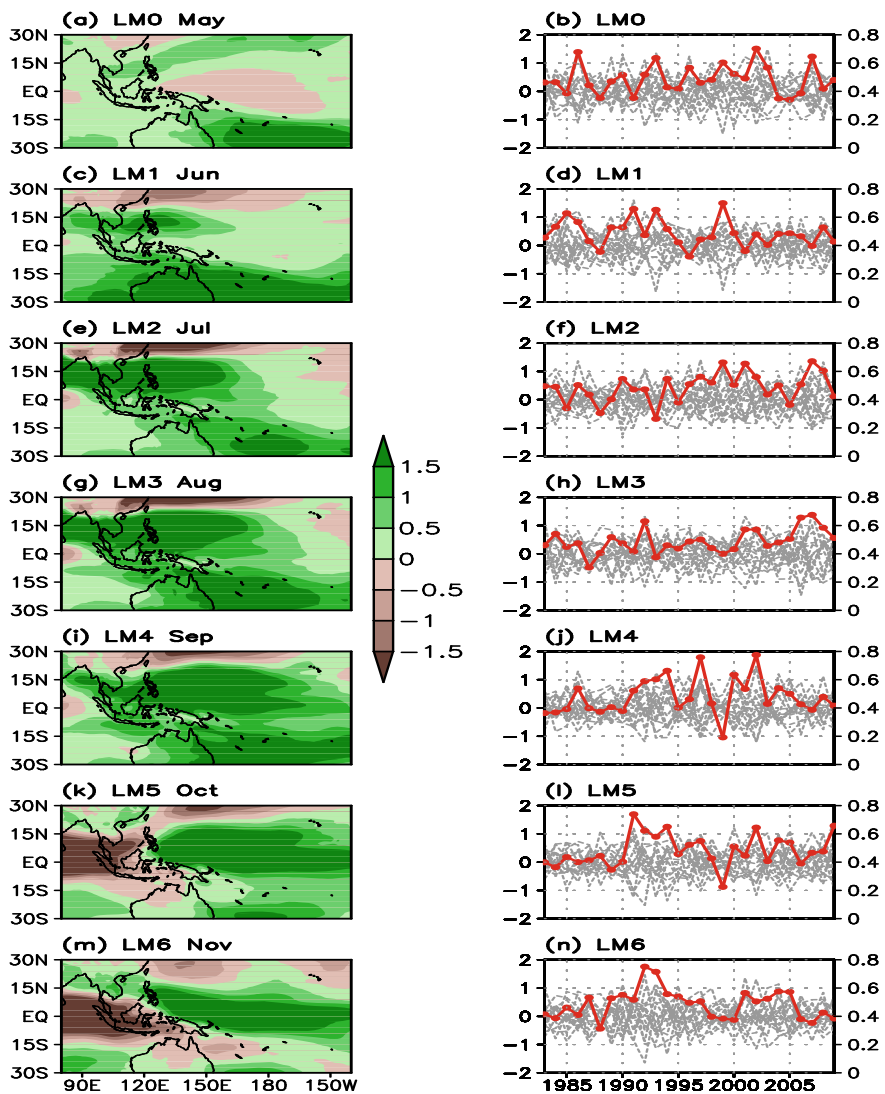 (a) LM0 May
30N
15N
EQ
15S
30S
(b) LM0
2
1
0
-1
-2
0.8
0.6
0.4
0.2
0
(c) LM1 Jun
30N
15N
EQ
15S
30S
(d) LM1
2
1
0
-1
-2
0.8
0.6
0.4
0.2
0
(e) LM2 Jul
30N
15N
EQ
15S
30S
(f) LM2
2
1
0
-1
-2
0.8
0.6
0.4
0.2
0
(g) LM3 Aug
30N
15N
EQ
15S
30S
1.5
1
0.5
0
-0.5
-1
-1.5
(h) LM3
2
1
0
-1
-2
0.8
0.6
0.4
0.2
0
(i) LM4 Sep
30N
15N
EQ
15S
30S
(j) LM4
2
1
0
-1
-2
0.8
0.6
0.4
0.2
0
(k) LM5 Oct
30N
15N
EQ
15S
30S
(l) LM5
2
1
0
-1
-2
0.8
0.6
0.4
0.2
0
(m) LM6 Nov
30N
15N
EQ
15S
30S
90E 120E 150E 180 150W
(n) LM6
2
1
0
-1
-2
0.8
0.6
0.4
0.2
0
1985 1990 1995 2000 2005